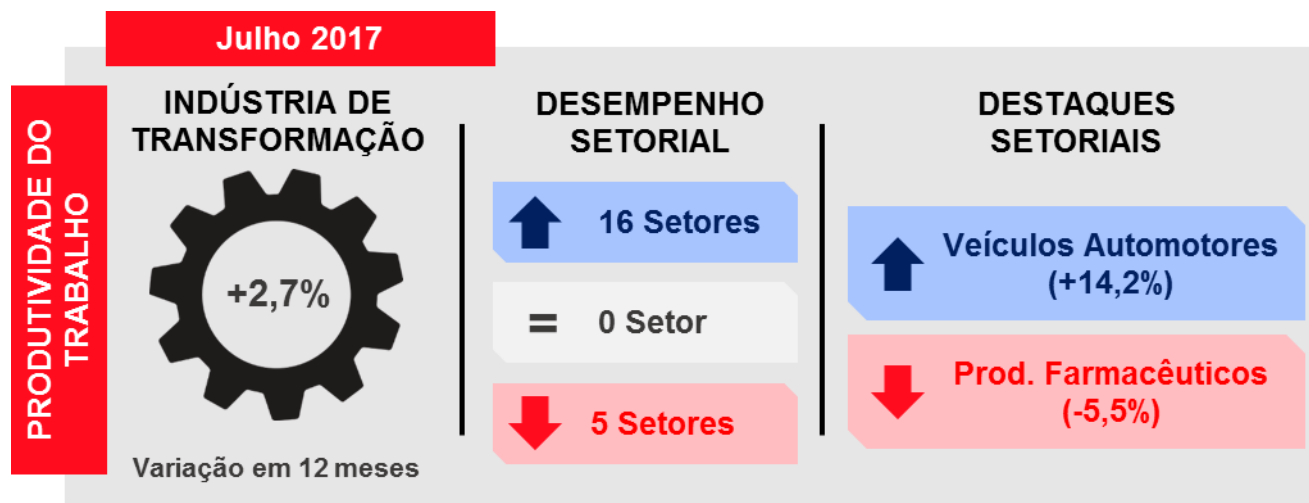 Julho 2017
PRODUTIVIDADE DO
TRABALHO
INDÚSTRIA DE
TRANSFORMAÇÃO
+2,7%
Variação em 12 meses
DESEMPENHO
SETORIAL
16 Setores
= 0 Setor
5 Setores
DESTAQUES
SETORIAIS
Veículos Automotores
(+14,2%)
Prod. Farmacêuticos
(-5,5%)